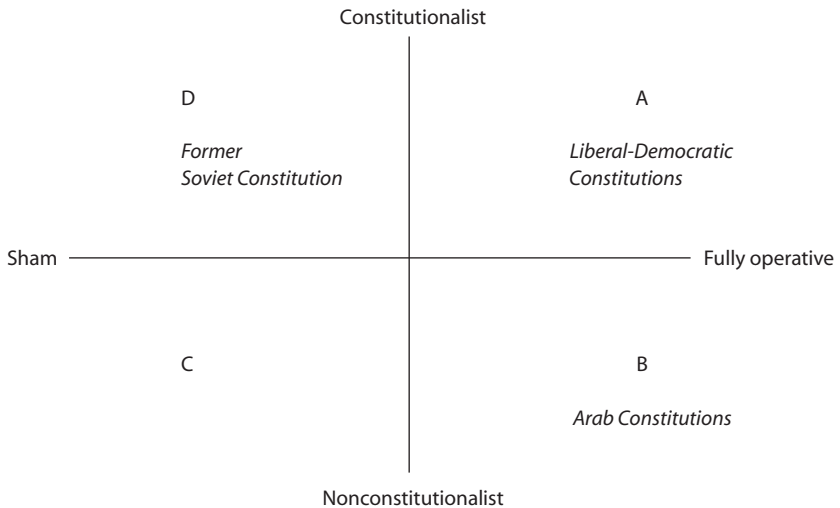 Constitutionalist
D
A
Former
Soviet Constitution
Liberal-Democratic
Constitutions
Sham
Fully operative
C
B
Arab Constitutions
Nonconstitutionalist